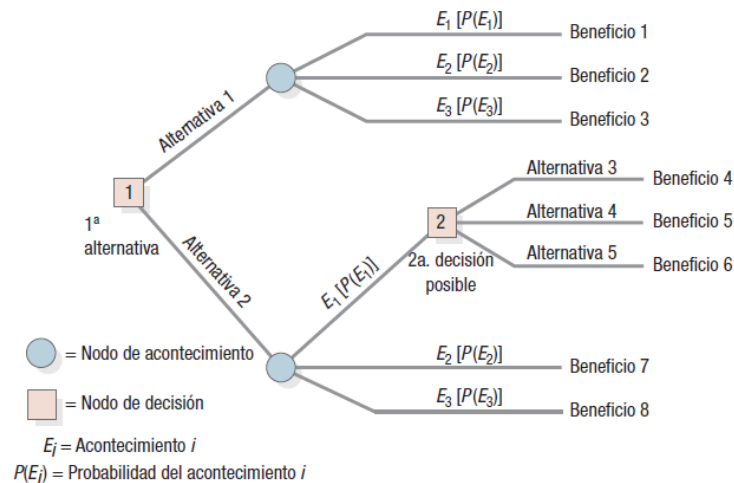 E1 [P(E1)]
Beneficio 1
E2 [P(E2)]
Beneficio 2
E3 [P(E3)]
Beneficio 3
Alternativa 1
1
1ª
alternativa
Alternativa 2
Alternativa 3
Beneficio 4
2
Alternativa 4
Beneficio 5
2a. decisión
posible
Alternativa 5
Beneficio 6
E1 [P(E1)]
E2 [P(E2)]
Beneficio 7
E3 [P(E3)]
Beneficio 8
= Nodo de acontecimiento
= Nodo de decisión
Ei = Acontecimiento i
P(Ei) = Probabilidad del acontecimiento i